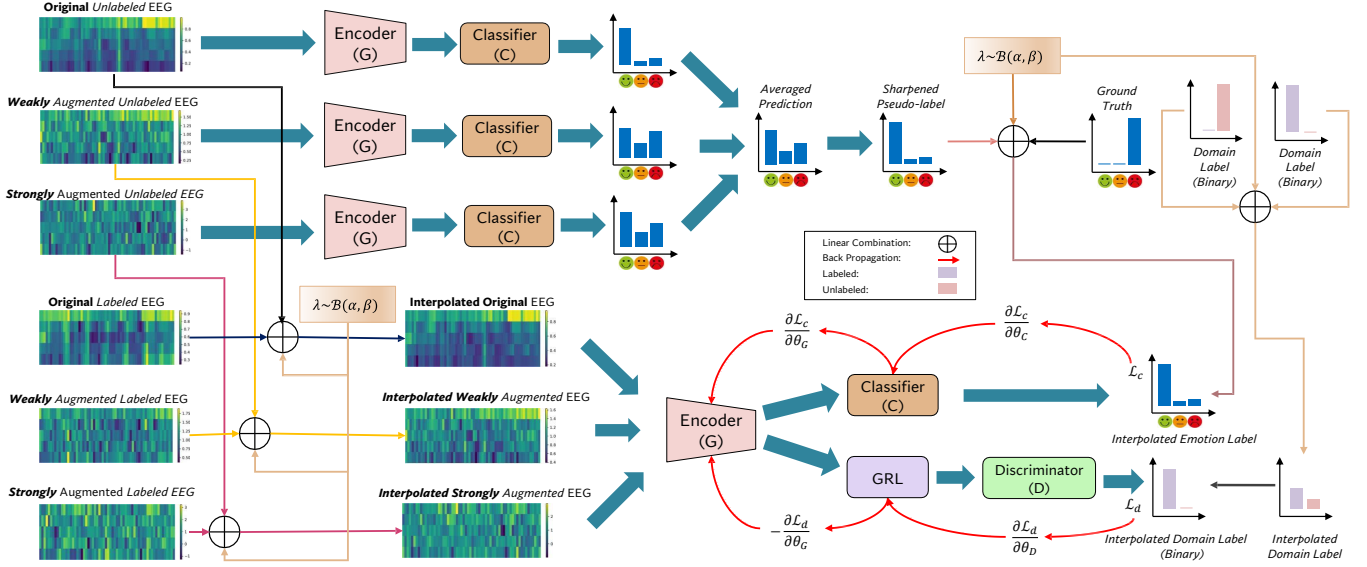 Original Unlabeled EEG
Encoder
(G)
Classifier
(C)
Weakly Augmented Unlabeled EEG
Encoder
(G)
Classifier
(C)
Strongly Augmented Unlabeled EEG
Encoder
(G)
Classifier
(C)
Averaged
Prediction
Sharpened
Pseudo-label
λ~ℬ(α, β)
Ground
Truth
Domain
Label
(Binary)
Domain
Label
(Binary)
Linear Combination:
Back Propagation:
Labeled:
Unlabeled:
Original Labeled EEG
λ~ℬ(α, β)
Interpolated Original EEG
Weakly Augmented Labeled EEG
Interpolated Weakly Augmented EEG
Strongly Augmented Labeled EEG
Interpolated Strongly Augmented EEG
Encoder
(G)
∂ℒc
∂θG
∂ℒc
∂θC
Classifier
(C)
ℒc
Interpolated Emotion Label
GRL
Discriminator
(D)
−∂ℒd
∂θG
∂ℒd
∂θD
ℒd
Interpolated Domain Label
(Binary)
Interpolated
Domain Label